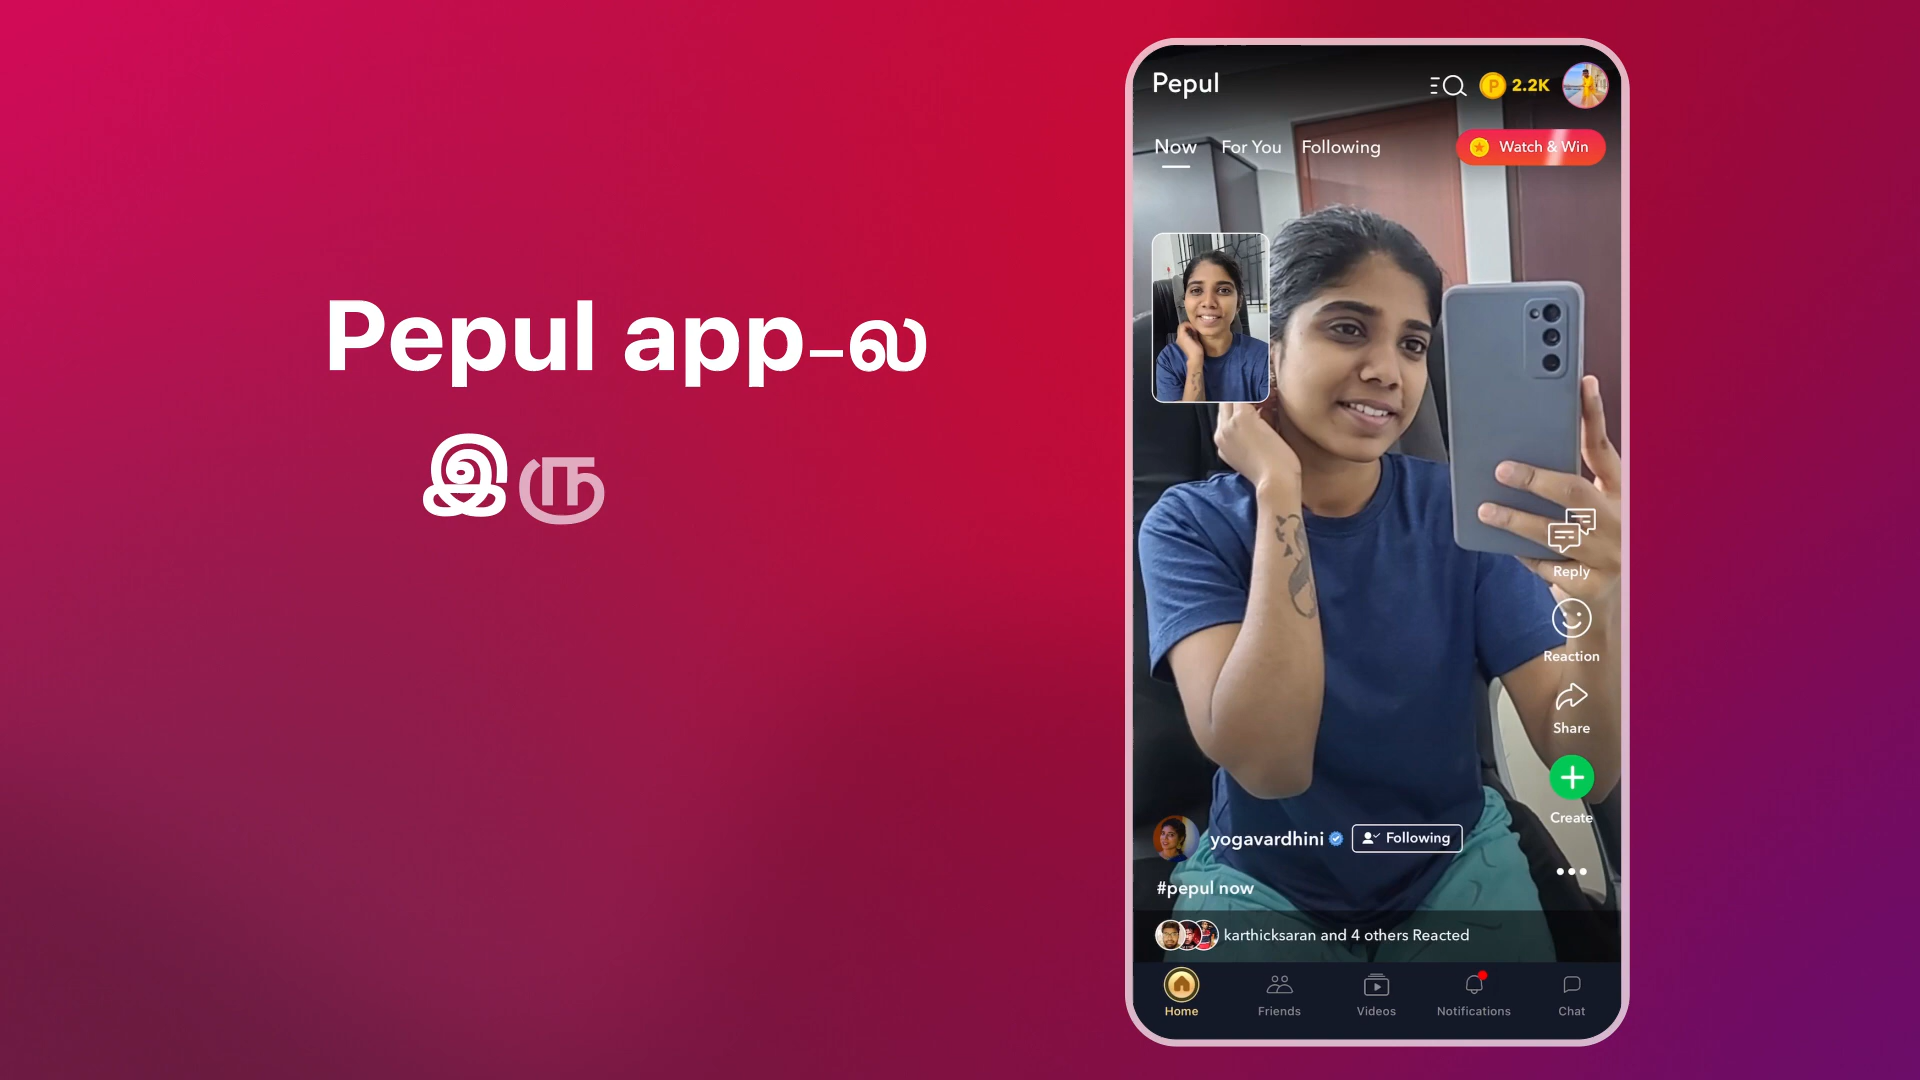 Pepul app-ல
இரு
Pepul
2.2K
Now For You Following
Watch & Win
Reply
Reaction
Share
Create
yogavardhini Following
#pepul now
karthicksaran and 4 others Reacted
Home Friends Videos Notifications Chat